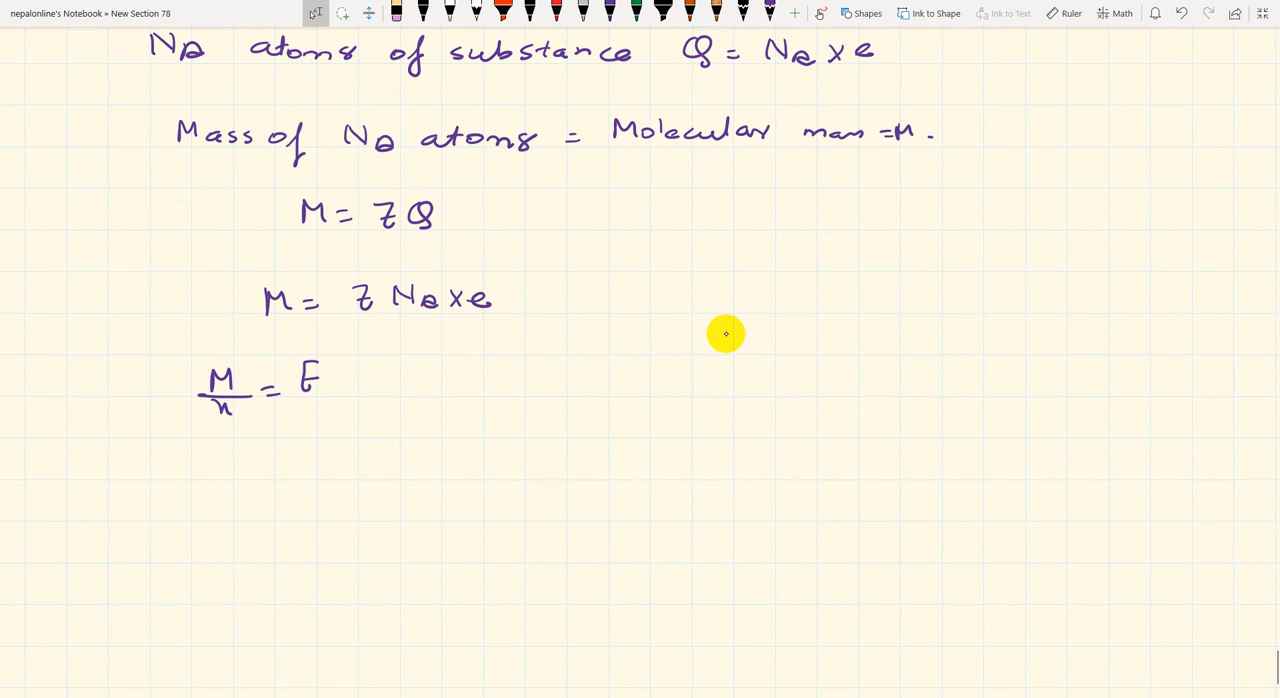 nepalonline's Notebook » New Section 78 Shapes Ink to Shape Ink to Text Ruler Math
NA atoms of substance Q = NA x e
Mass of NA atoms = Molecular mass = M.
M = Z Q
M = Z NA x e
M/x = E